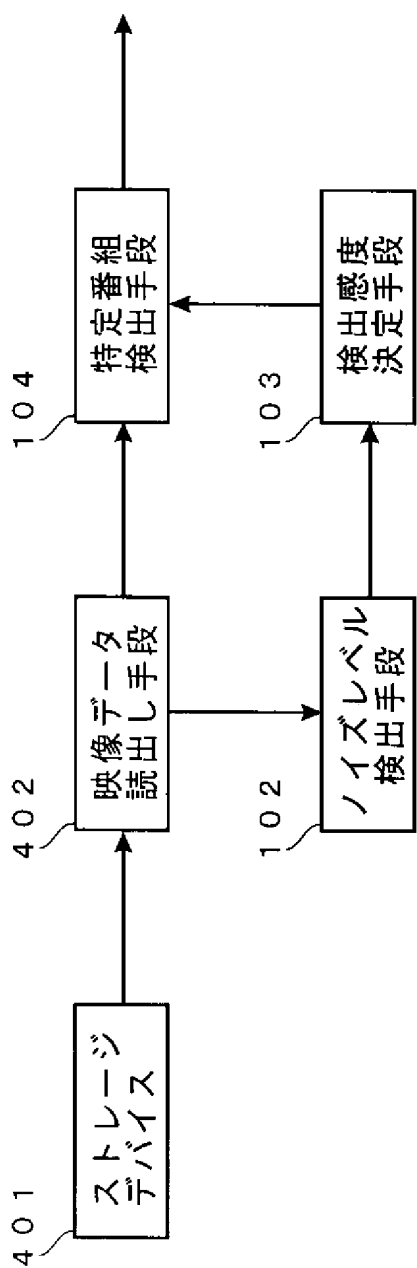 401
ストレージ
デバイス
402
映像データ
読出し手段
104
特定番組
検出手段
102
ノイズレベル
検出手段
103
検出感度
決定手段